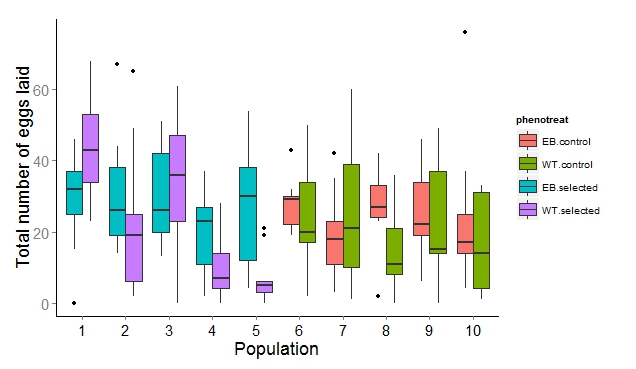 Total number of eggs laid
60
40
20
0
1 2 3 4 5 6 7 8 9 10
Population
phenotreat
EB.control
WT.control
EB.selected
WT.selected